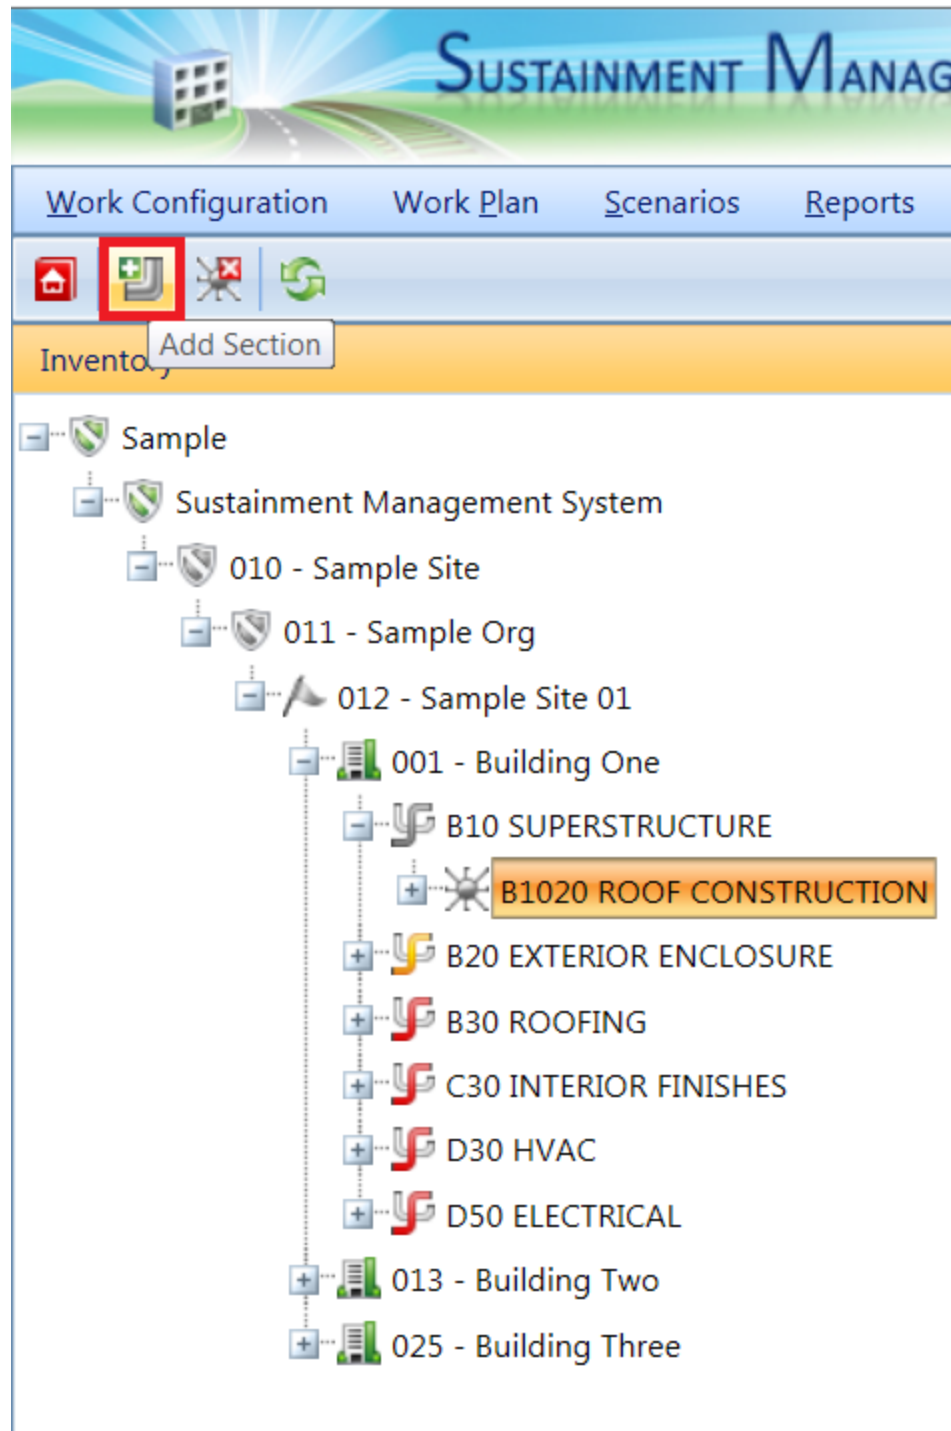 SUSTAINMENT MANAG
Work Configuration Work Plan Scenarios Reports
Add Section
Inventory
Sample
Sustainment Management System
010 - Sample Site
011 - Sample Org
012 - Sample Site 01
001 - Building One
B10 SUPERSTRUCTURE
B1020 ROOF CONSTRUCTION
B20 EXTERIOR ENCLOSURE
B30 ROOFING
C30 INTERIOR FINISHES
D30 HVAC
D50 ELECTRICAL
013 - Building Two
025 - Building Three